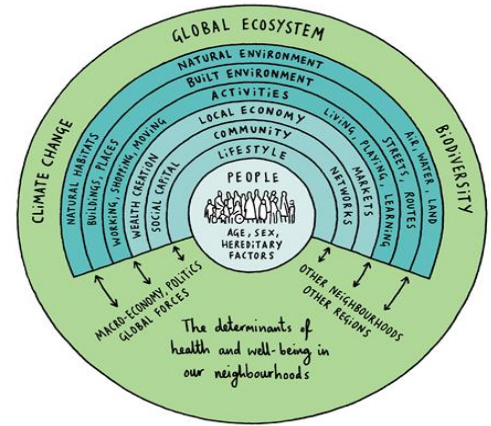 GLOBAL ECOSYSTEM
CLIMATE CHANGE
BIODIVERSITY
NATURAL ENVIRONMENT
NATURAL HABITATS
AIR, WATER, LAND
BUILT ENVIRONMENT
BUILDINGS, PLACES
STREETS, ROUTES
ACTIVITIES
WORKING, SHOPPING, MOVING
LIVING, PLAYING, LEARNING
LOCAL ECONOMY
WEALTH CREATION
MARKETS
COMMUNITY
SOCIAL CAPITAL
NETWORKS
LIFESTYLE
PEOPLE
AGE, SEX,
HEREDITARY
FACTORS
MACRO-ECONOMY, POLITICS
GLOBAL FORCES
OTHER NEIGHBOURHOODS
OTHER REGIONS
The determinants of
health and well-being in
our neighbourhoods